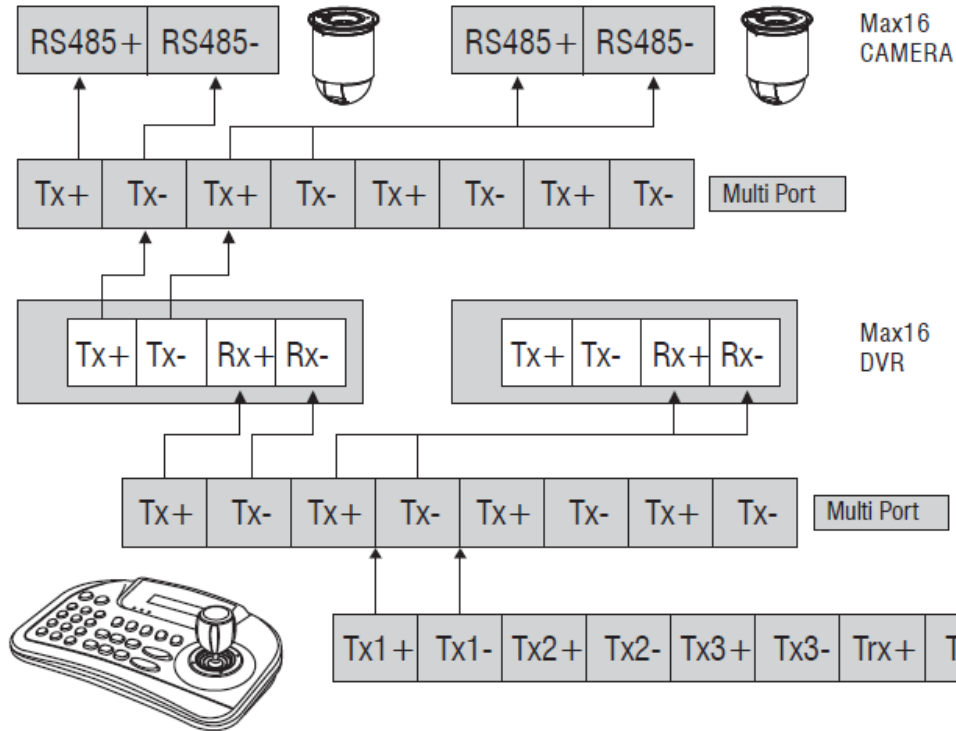 RS485+ RS485- RS485+ RS485- Max16
CAMERA
Tx+ Tx- Tx+ Tx- Tx+ Tx- Tx+ Tx- Multi Port
Tx+ Tx- Rx+ Rx- Tx+ Tx- Rx+ Rx- Max16
DVR
Tx+ Tx- Tx+ Tx- Tx+ Tx- Tx+ Tx- Multi Port
Tx1+ Tx1- Tx2+ Tx2- Tx3+ Tx3- Trx+